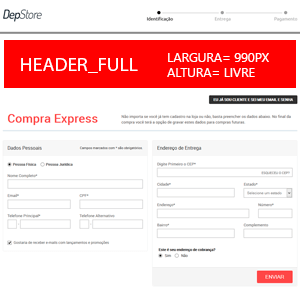 DepStore
Identificação
Entrega
Pagamento
HEADER_FULL
LARGURA= 990PX
ALTURA= LIVRE
EU JÁ SOU CLIENTE E SEI MEU EMAIL E SENHA
Compra Express
Não importa se você já tem cadastro na loja ou não, basta preencher os dados abaixo. No final da
compra você terá a opção de gravar estes dados para compras futuras.
Dados Pessoais
Campos marcados com * são obrigatórios.
Pessoa Física
Pessoa Jurídica
Nome Completo*
Email*
CPF*
Telefone Principal*
Telefone Alternativo
Gostaria de receber e-mails com lançamentos e promoções.
Endereço de Entrega
Digite Primeiro o CEP*
ESQUECI O CEP?
Cidade*
Estado*
Selecione um estado
Endereço*
Número*
Bairro*
Complemento
Este é seu endereço de cobrança?
Sim
Não
ENVIAR